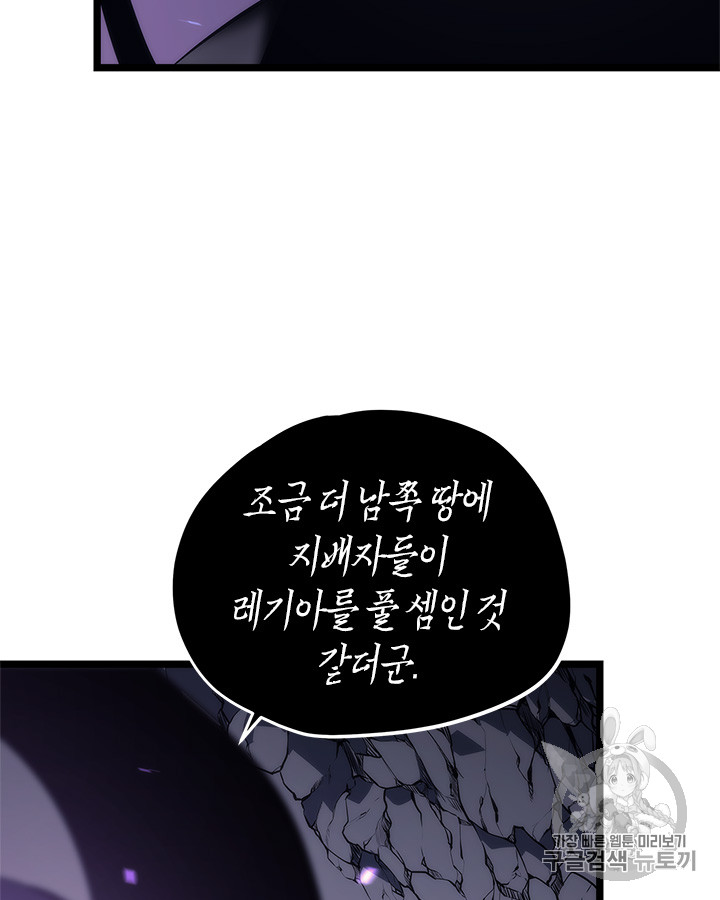 조금 더 남쪽 땅에
지배자들이
레기아를 풀 셈인 것
같더군.
가장 빠른 웹툰 미리보기
구글검색 뉴토끼